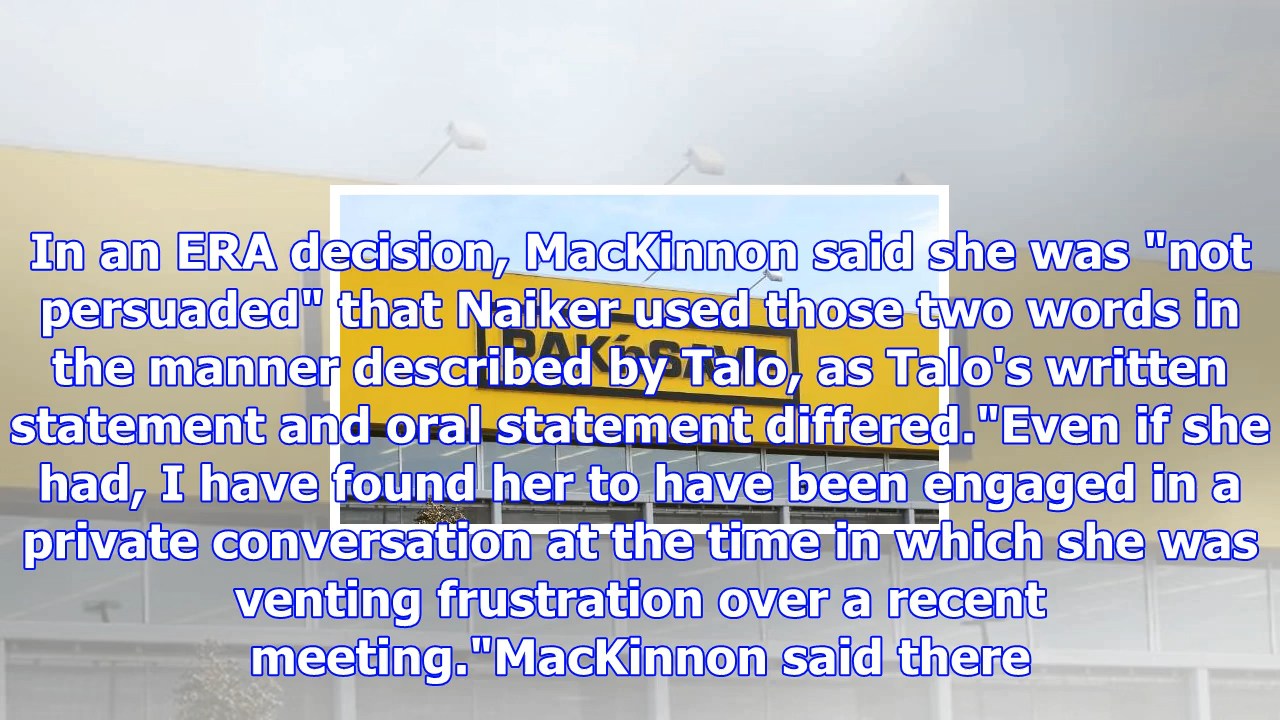 In an ERA decision, MacKinnon said she was "not
persuaded" that Naiker used those two words in
the manner described by Talo, as Talo's written
statement and oral statement differed."Even if she
had, I have found her to have been engaged in a
private conversation at the time in which she was
venting frustration over a recent
meeting."MacKinnon said there
PAK'nSAVE